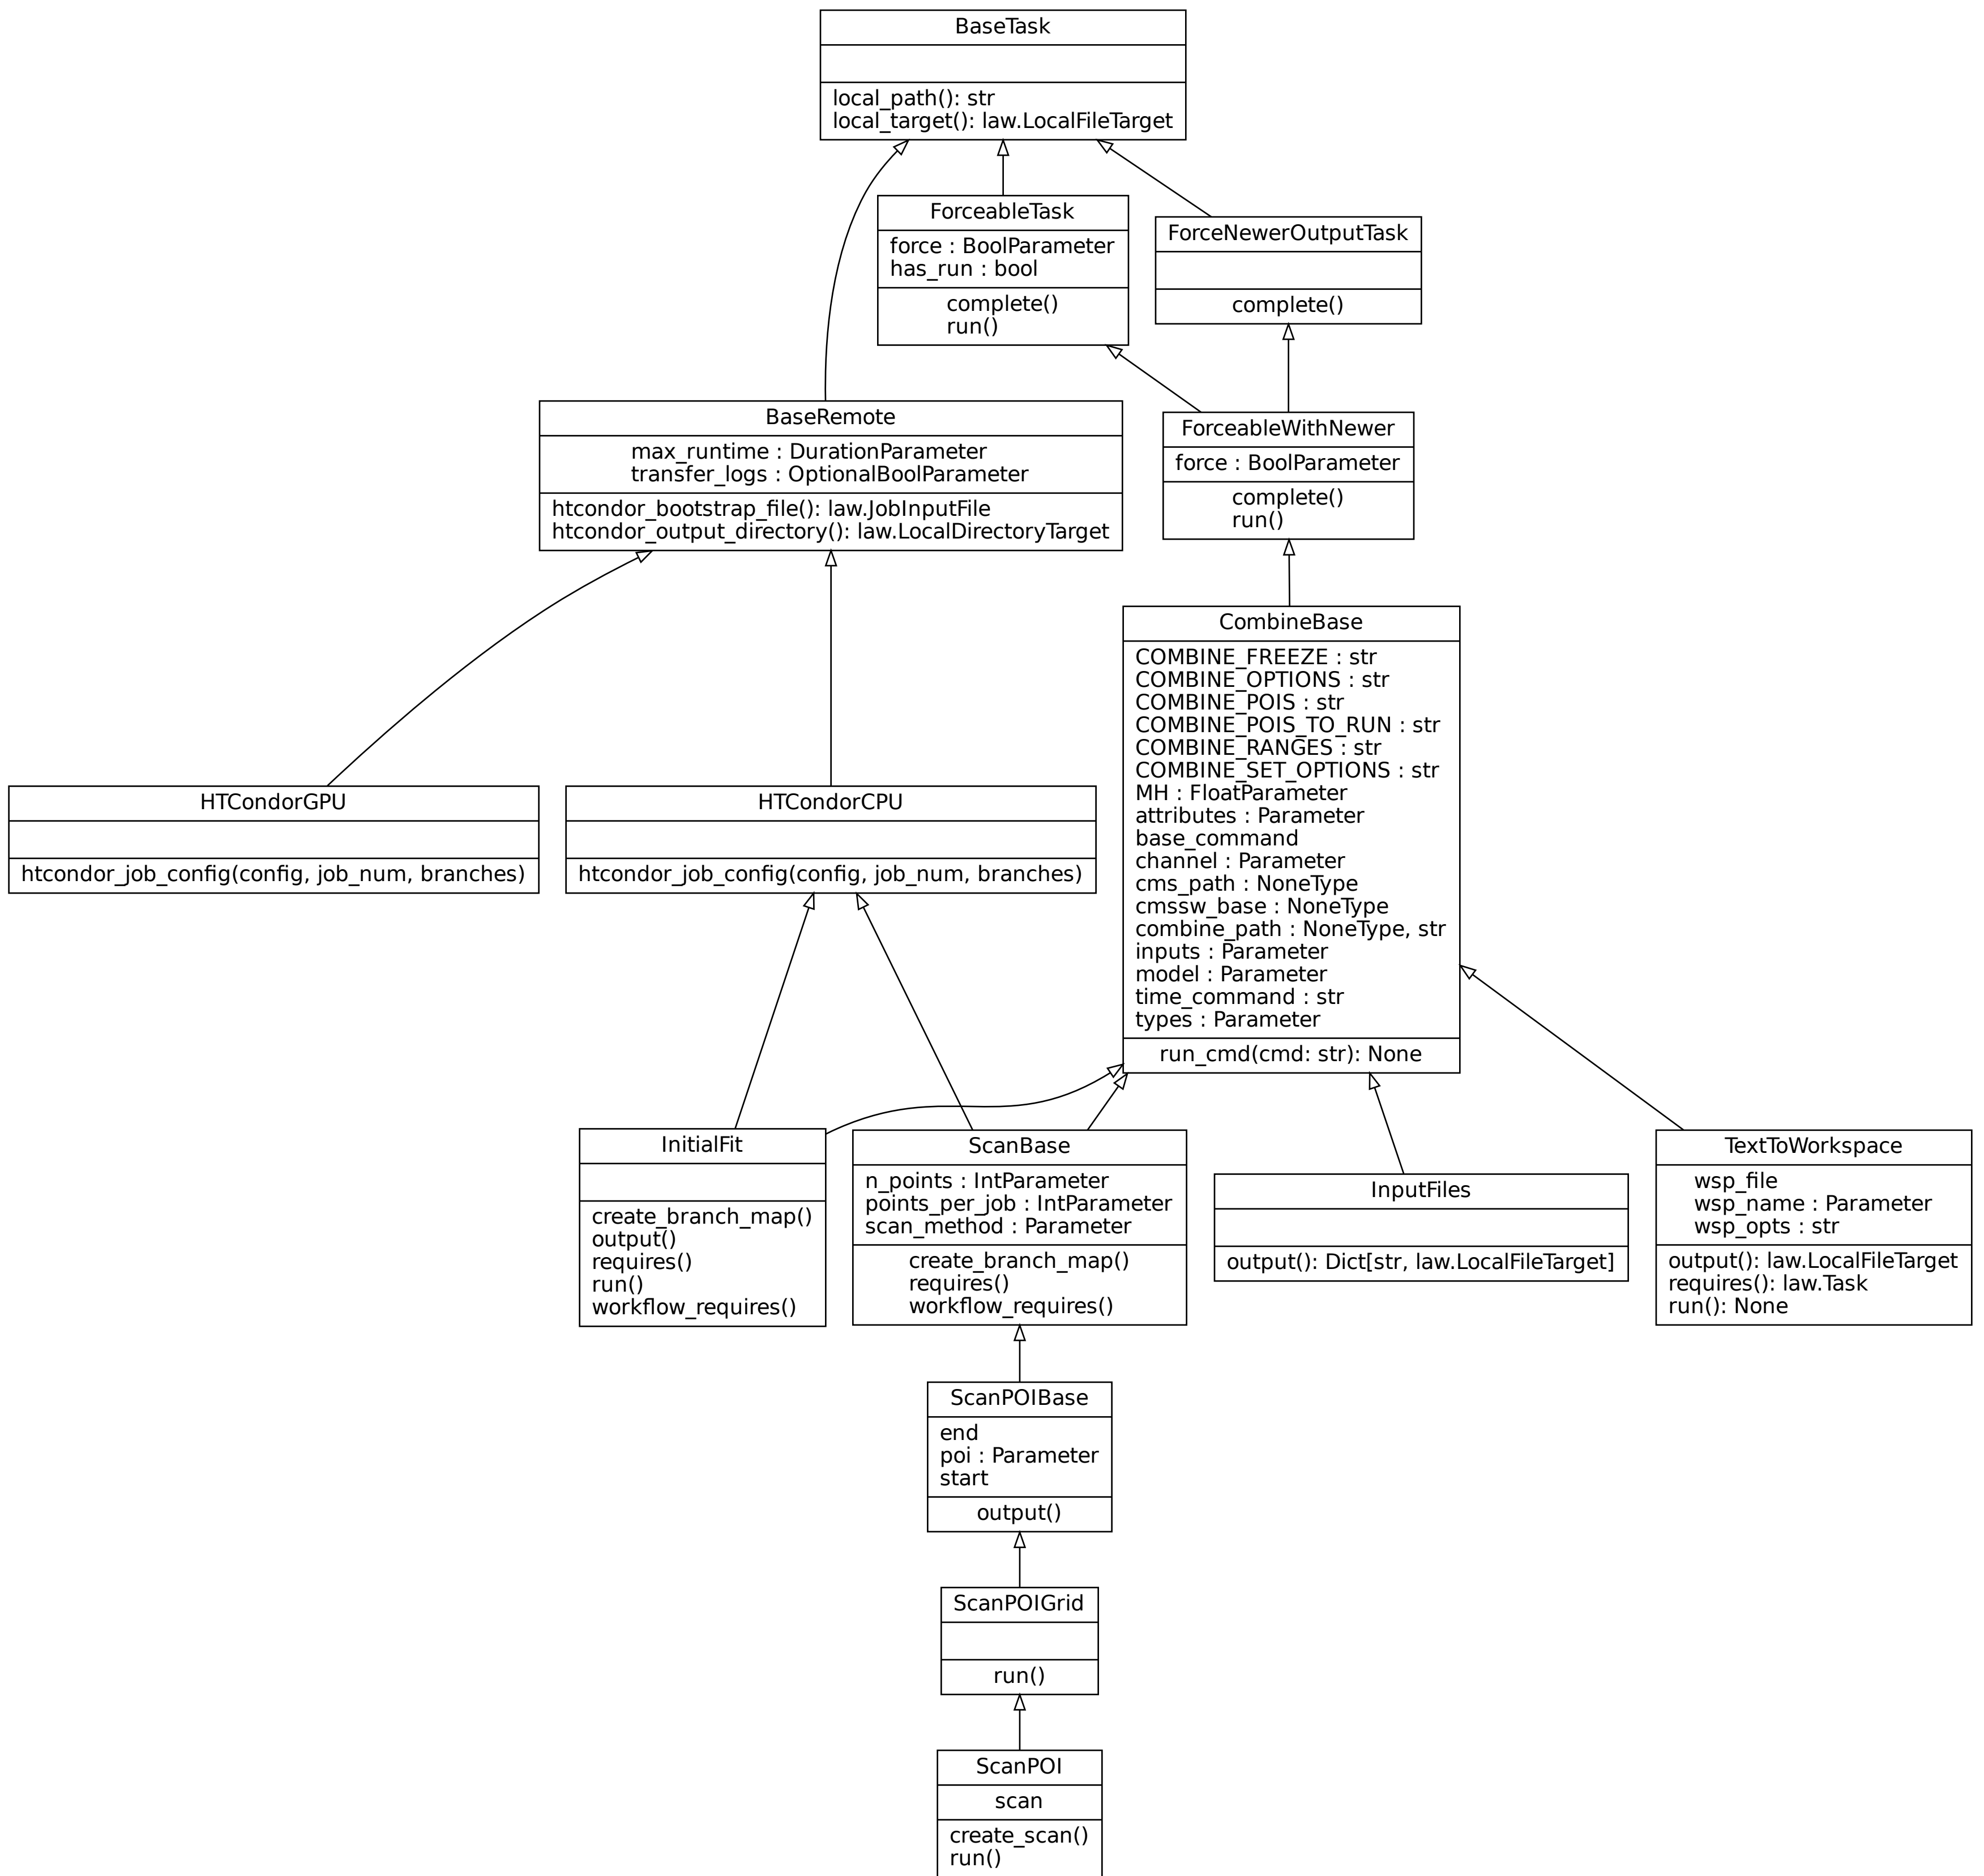 BaseTask
local_path(): str
local_target(): law.LocalFileTarget
ForceableTask
force : BoolParameter
has_run : bool
complete()
run()
ForceNewerOutputTask
complete()
BaseRemote
max_runtime : DurationParameter
transfer_logs : OptionalBoolParameter
htcondor_bootstrap_file(): law.JobInputFile
htcondor_output_directory(): law.LocalDirectoryTarget
ForceableWithNewer
force : BoolParameter
complete()
run()
CombineBase
COMBINE_FREEZE : str
COMBINE_OPTIONS : str
COMBINE_POIS : str
COMBINE_POIS_TO_RUN : str
COMBINE_RANGES : str
COMBINE_SET_OPTIONS : str
MH : FloatParameter
attributes : Parameter
base_command
channel : Parameter
cms_path : NoneType
cmssw_base : NoneType
combine_path : NoneType, str
inputs : Parameter
model : Parameter
time_command : str
types : Parameter
run_cmd(cmd: str): None
HTCondorGPU
htcondor_job_config(config, job_num, branches)
HTCondorCPU
htcondor_job_config(config, job_num, branches)
InitialFit
create_branch_map()
output()
requires()
run()
workflow_requires()
ScanBase
n_points : IntParameter
points_per_job : IntParameter
scan_method : Parameter
create_branch_map()
requires()
workflow_requires()
InputFiles
output(): Dict[str, law.LocalFileTarget]
TextToWorkspace
wsp_file
wsp_name : Parameter
wsp_opts : str
output(): law.LocalFileTarget
requires(): law.Task
run(): None
ScanPOIBase
end
poi : Parameter
start
output()
ScanPOIGrid
run()
ScanPOI
scan
create_scan()
run()